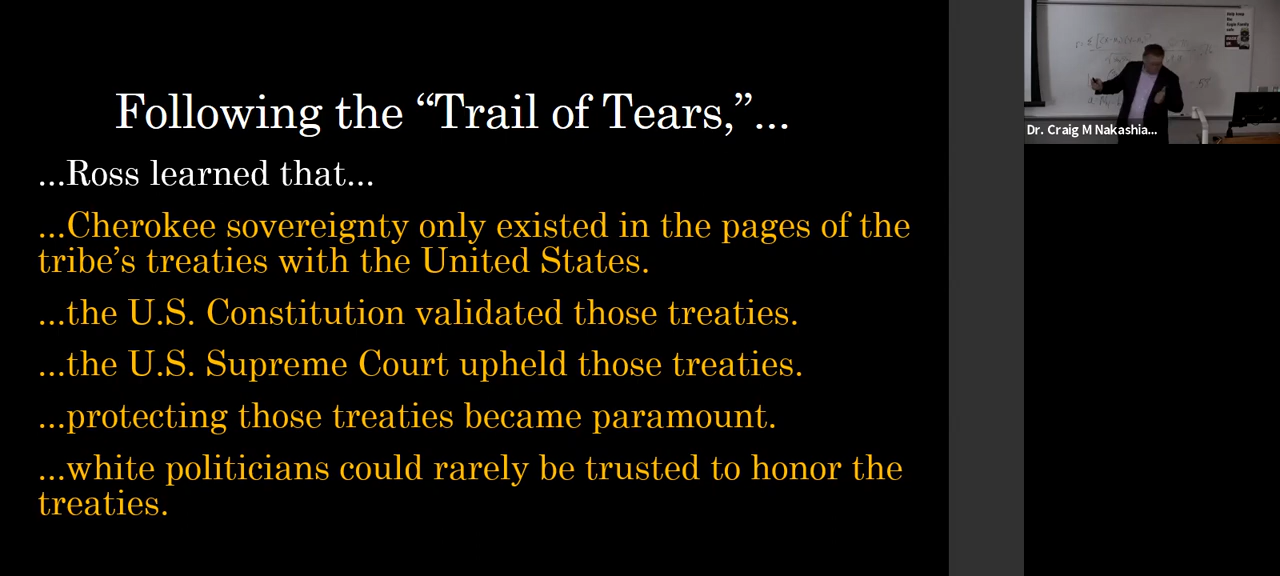 Following the “Trail of Tears,”...
...Ross learned that...
...Cherokee sovereignty only existed in the pages of the
tribe’s treaties with the United States.
...the U.S. Constitution validated those treaties.
...the U.S. Supreme Court upheld those treaties.
...protecting those treaties became paramount.
...white politicians could rarely be trusted to honor the
treaties.
Dr. Craig M Nakashia...